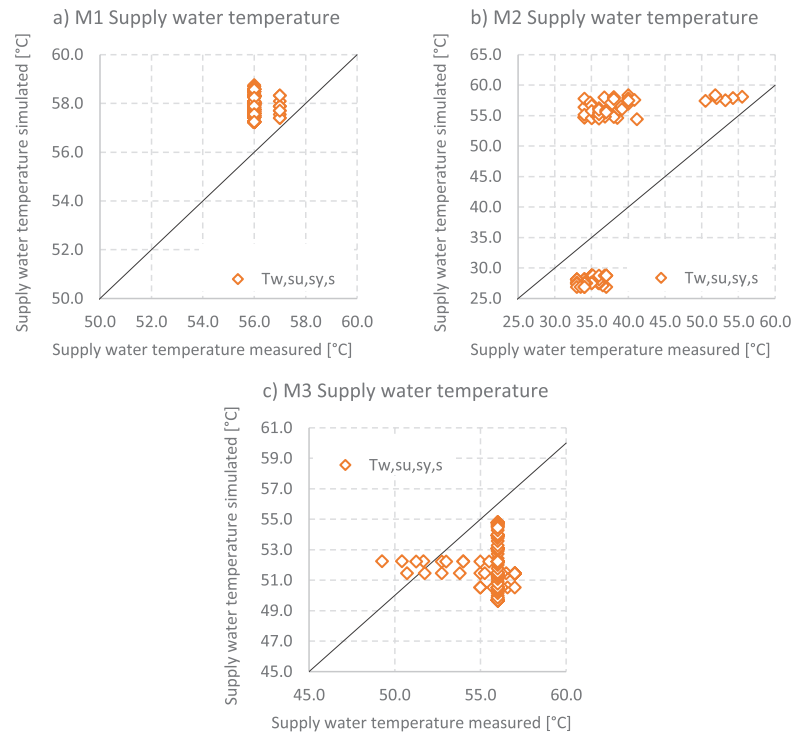 a) M1 Supply water temperature
Supply water temperature simulated [°C]
60.0
58.0
56.0
54.0
52.0
50.0
Tw,su,sy,s
50.0 52.0 54.0 56.0 58.0 60.0
Supply water temperature measured [°C]
b) M2 Supply water temperature
Supply water temperature simulated [°C]
65.0
60.0
55.0
50.0
45.0
40.0
35.0
30.0
25.0
Tw,su,sy,s
25.0 30.0 35.0 40.0 45.0 50.0 55.0 60.0
Supply water temperature measured [°C]
c) M3 Supply water temperature
Supply water temperature simulated [°C]
61.0
59.0
57.0
55.0
53.0
51.0
49.0
47.0
45.0
Tw,su,sy,s
45.0 50.0 55.0 60.0
Supply water temperature measured [°C]